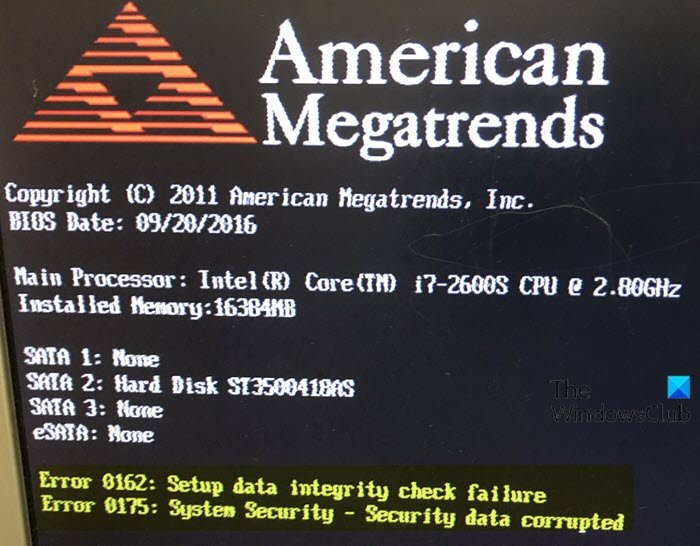 American
Megatrends
Copyright (C) 2011 American Megatrends, Inc.
BIOS Date: 09/20/2016
Main Processor: Intel(R) Core(TM) i7-2600S CPU @ 2.80GHz
Installed Memory:16384MB
SATA 1: None
SATA 2: Hard Disk ST3500418AS
SATA 3: None
eSATA: None
The
WindowsClub
Error 0162: Setup data integrity check failure
Error 0175: System Security - Security data corrupted